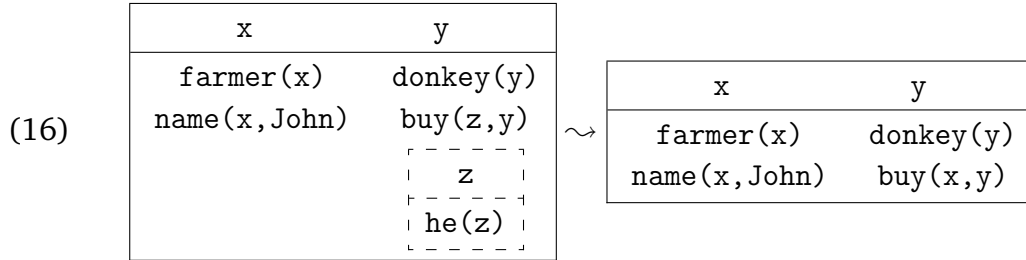 (16)
x y
farmer(x) donkey(y)
name(x,John) buy(z,y)
z
he(z)
⤳
x y
farmer(x) donkey(y)
name(x,John) buy(x,y)